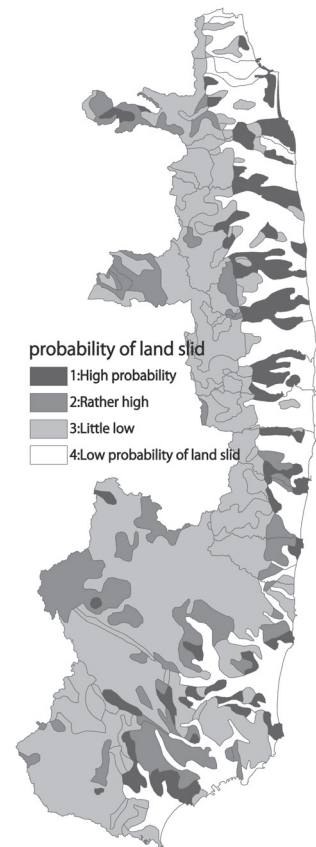 probability of land slid
1:High probability
2:Rather high
3:Little low
4:Low probability of land slid